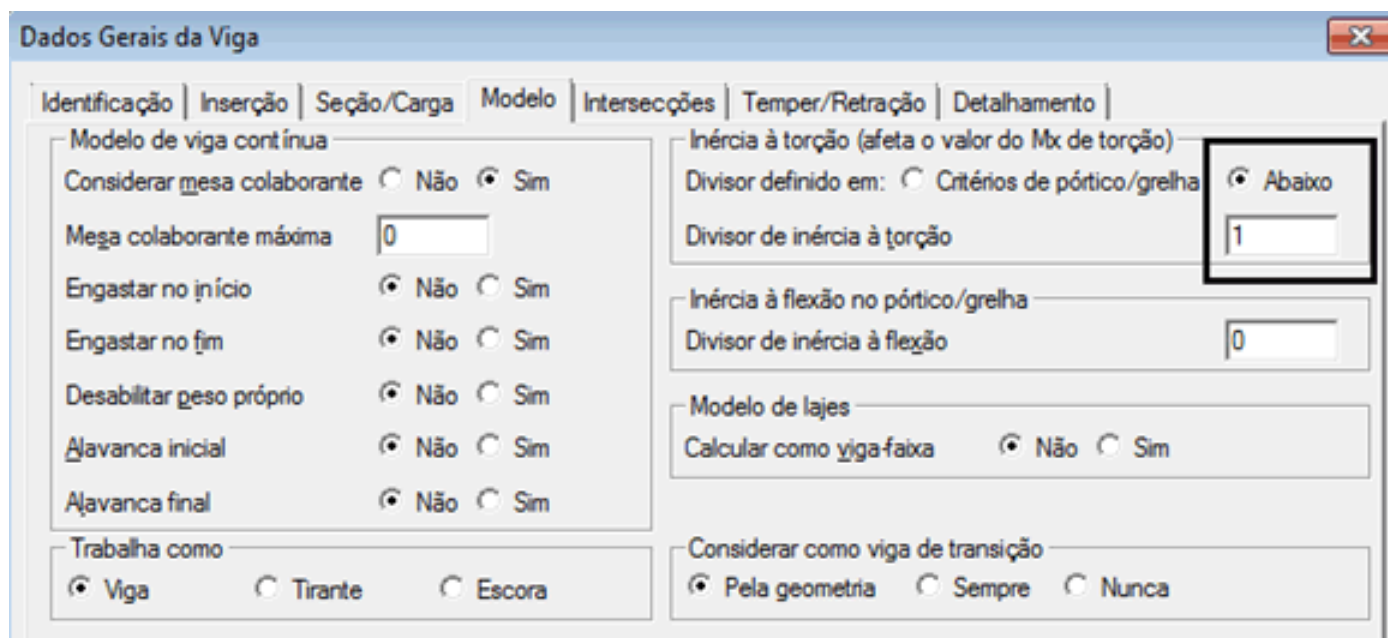 Dados Gerais da Viga
Identificação Inserção Seção/Carga Modelo Intersecções Temper/Retração Detalhamento
Modelo de viga contínua
Considerar mesa colaborante Não Sim
Mesa colaborante máxima 0
Engastar no início Não Sim
Engastar no fim Não Sim
Desabilitar peso próprio Não Sim
Alavanca inicial Não Sim
Alavanca final Não Sim
Trabalha como
Viga Tirante Escora
Inércia à torção (afeta o valor do Mx de torção)
Divisor definido em: Critérios de pórtico/grelha Abaixo
Divisor de inércia à torção 1
Inércia à flexão no pórtico/grelha
Divisor de inércia à flexão 0
Modelo de lajes
Calcular como viga-faixa Não Sim
Considerar como viga de transição
Pela geometria Sempre Nunca